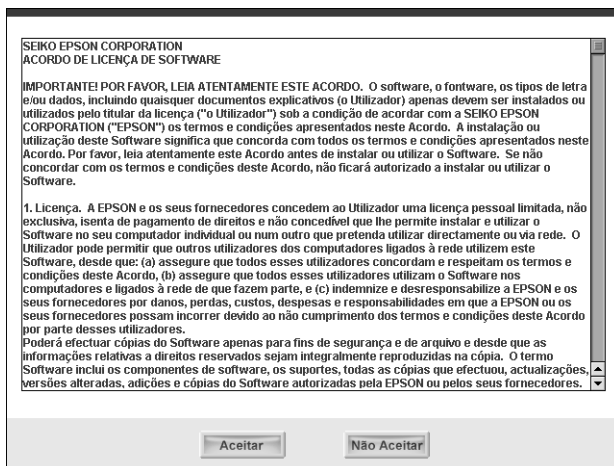 SEIKO EPSON CORPORATION
ACORDO DE LICENÇA DE SOFTWARE
IMPORTANTE! POR FAVOR, LEIA ATENTAMENTE ESTE ACORDO.  O software, o fontware, os tipos de letra
e/ou dados, incluindo quaisquer documentos explicativos (o Utilizador) apenas devem ser instalados ou
utilizados pelo titular da licença ("o Utilizador") sob a condição de acordar com a SEIKO EPSON
CORPORATION ("EPSON") os termos e condições apresentados neste Acordo.  A instalação ou
utilização deste Software significa que concorda com todos os termos e condições apresentados neste
Acordo. Por favor, leia atentamente este Acordo antes de instalar ou utilizar o Software.  Se não
concordar com os termos e condições deste Acordo, não ficará autorizado a instalar ou utilizar o
Software.
1. Licença.  A EPSON e os seus fornecedores concedem ao Utilizador uma licença pessoal limitada, não
exclusiva, isenta de pagamento de direitos e não concedível que lhe permite instalar e utilizar o
Software no seu computador individual ou num outro que pretenda utilizar directamente ou via rede.  O
Utilizador pode permitir que outros utilizadores dos computadores ligados à rede utilizem este
Software, desde que: (a) assegure que todos esses utilizadores concordam e respeitam os termos e
condições deste Acordo, (b) assegure que todos esses utilizadores utilizam o Software nos
computadores e ligados à rede de que fazem parte, e (c) indemnize e desresponsabilize a EPSON e os
seus fornecedores por danos, perdas, custos, despesas e responsabilidades em que a EPSON ou os
seus fornecedores possam incorrer devido ao não cumprimento dos termos e condições deste Acordo
por parte desses utilizadores.
Poderá efectuar cópias do Software apenas para fins de segurança e de arquivo e desde que as
informações relativas a direitos reservados sejam integralmente reproduzidas na cópia.  O termo
Software inclui os componentes de software, os suportes, todas as cópias que efectuou, actualizações,
versões alteradas, adições e cópias do Software autorizadas pela EPSON ou pelos seus fornecedores.
Aceitar
Não Aceitar